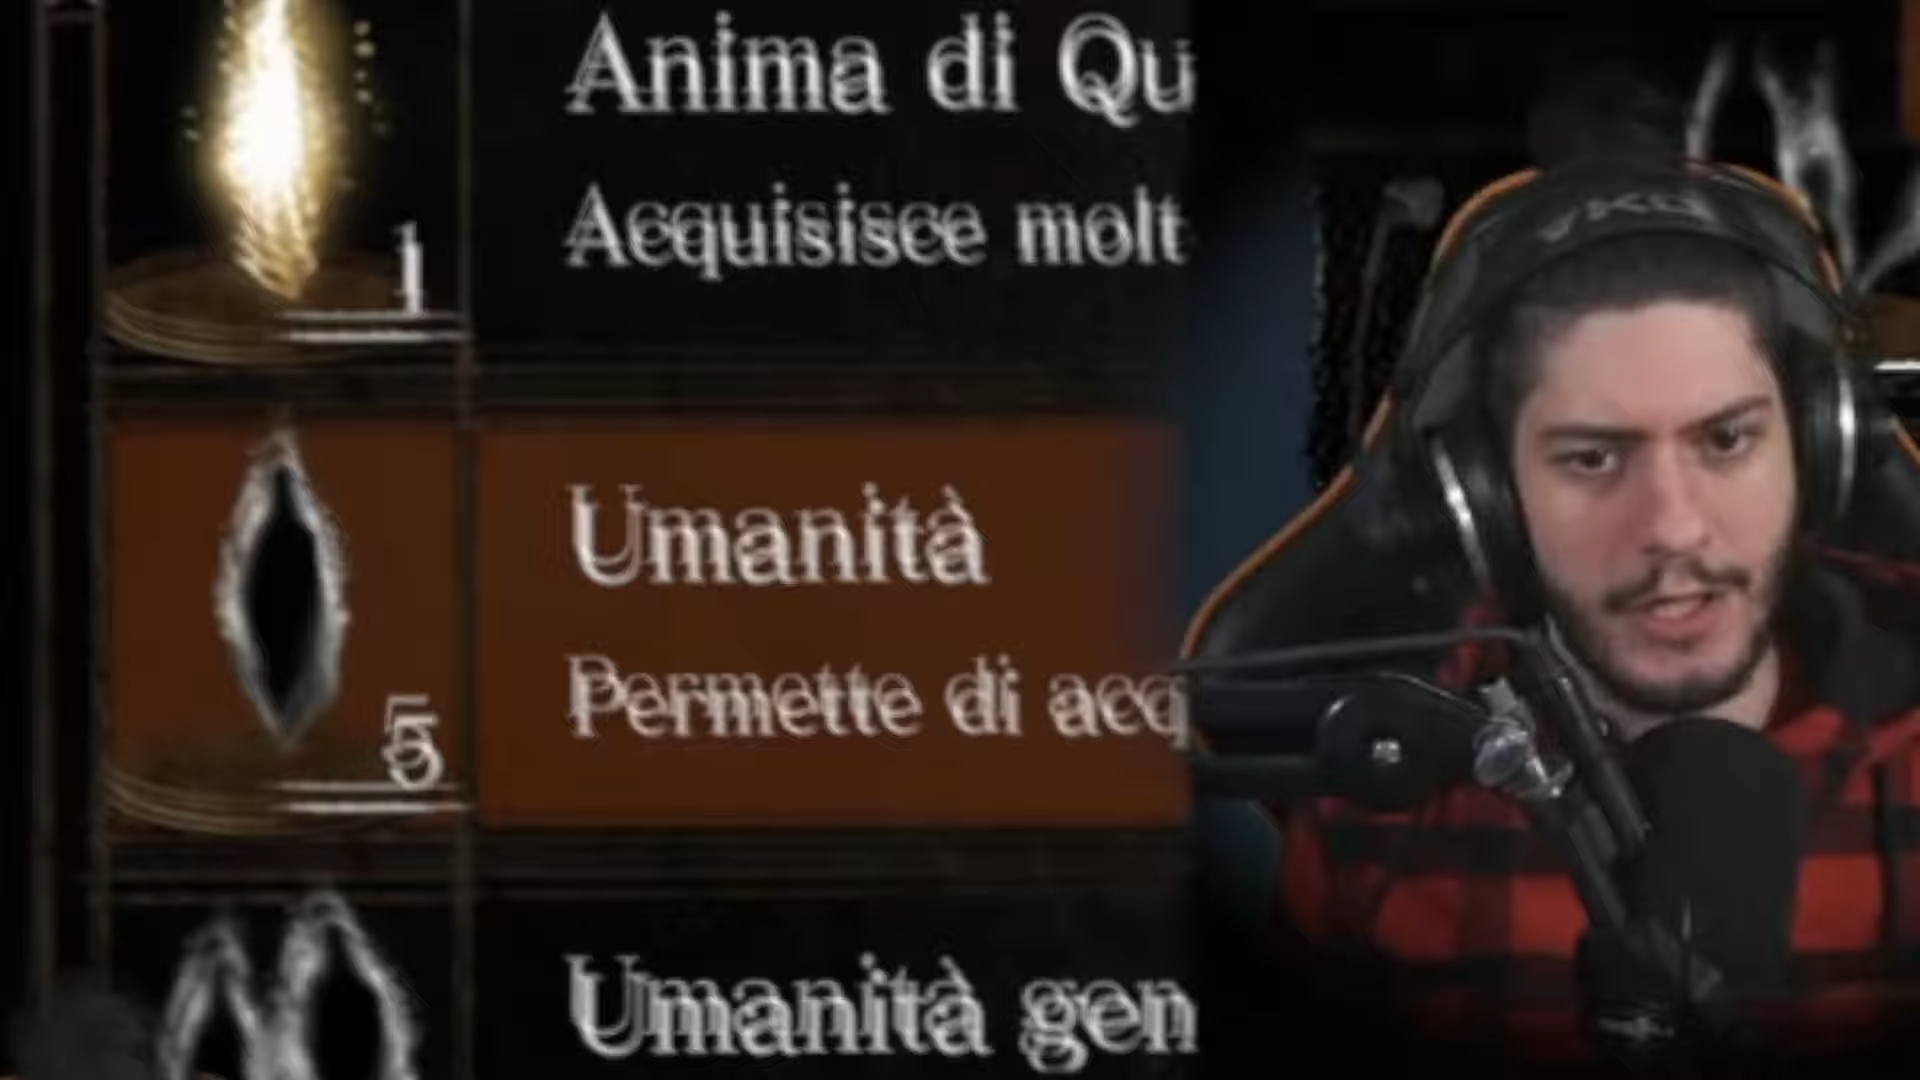 Anima di Qu
Acquisisce molt
1
Umanità
Permette di acq
5
Umanità gen